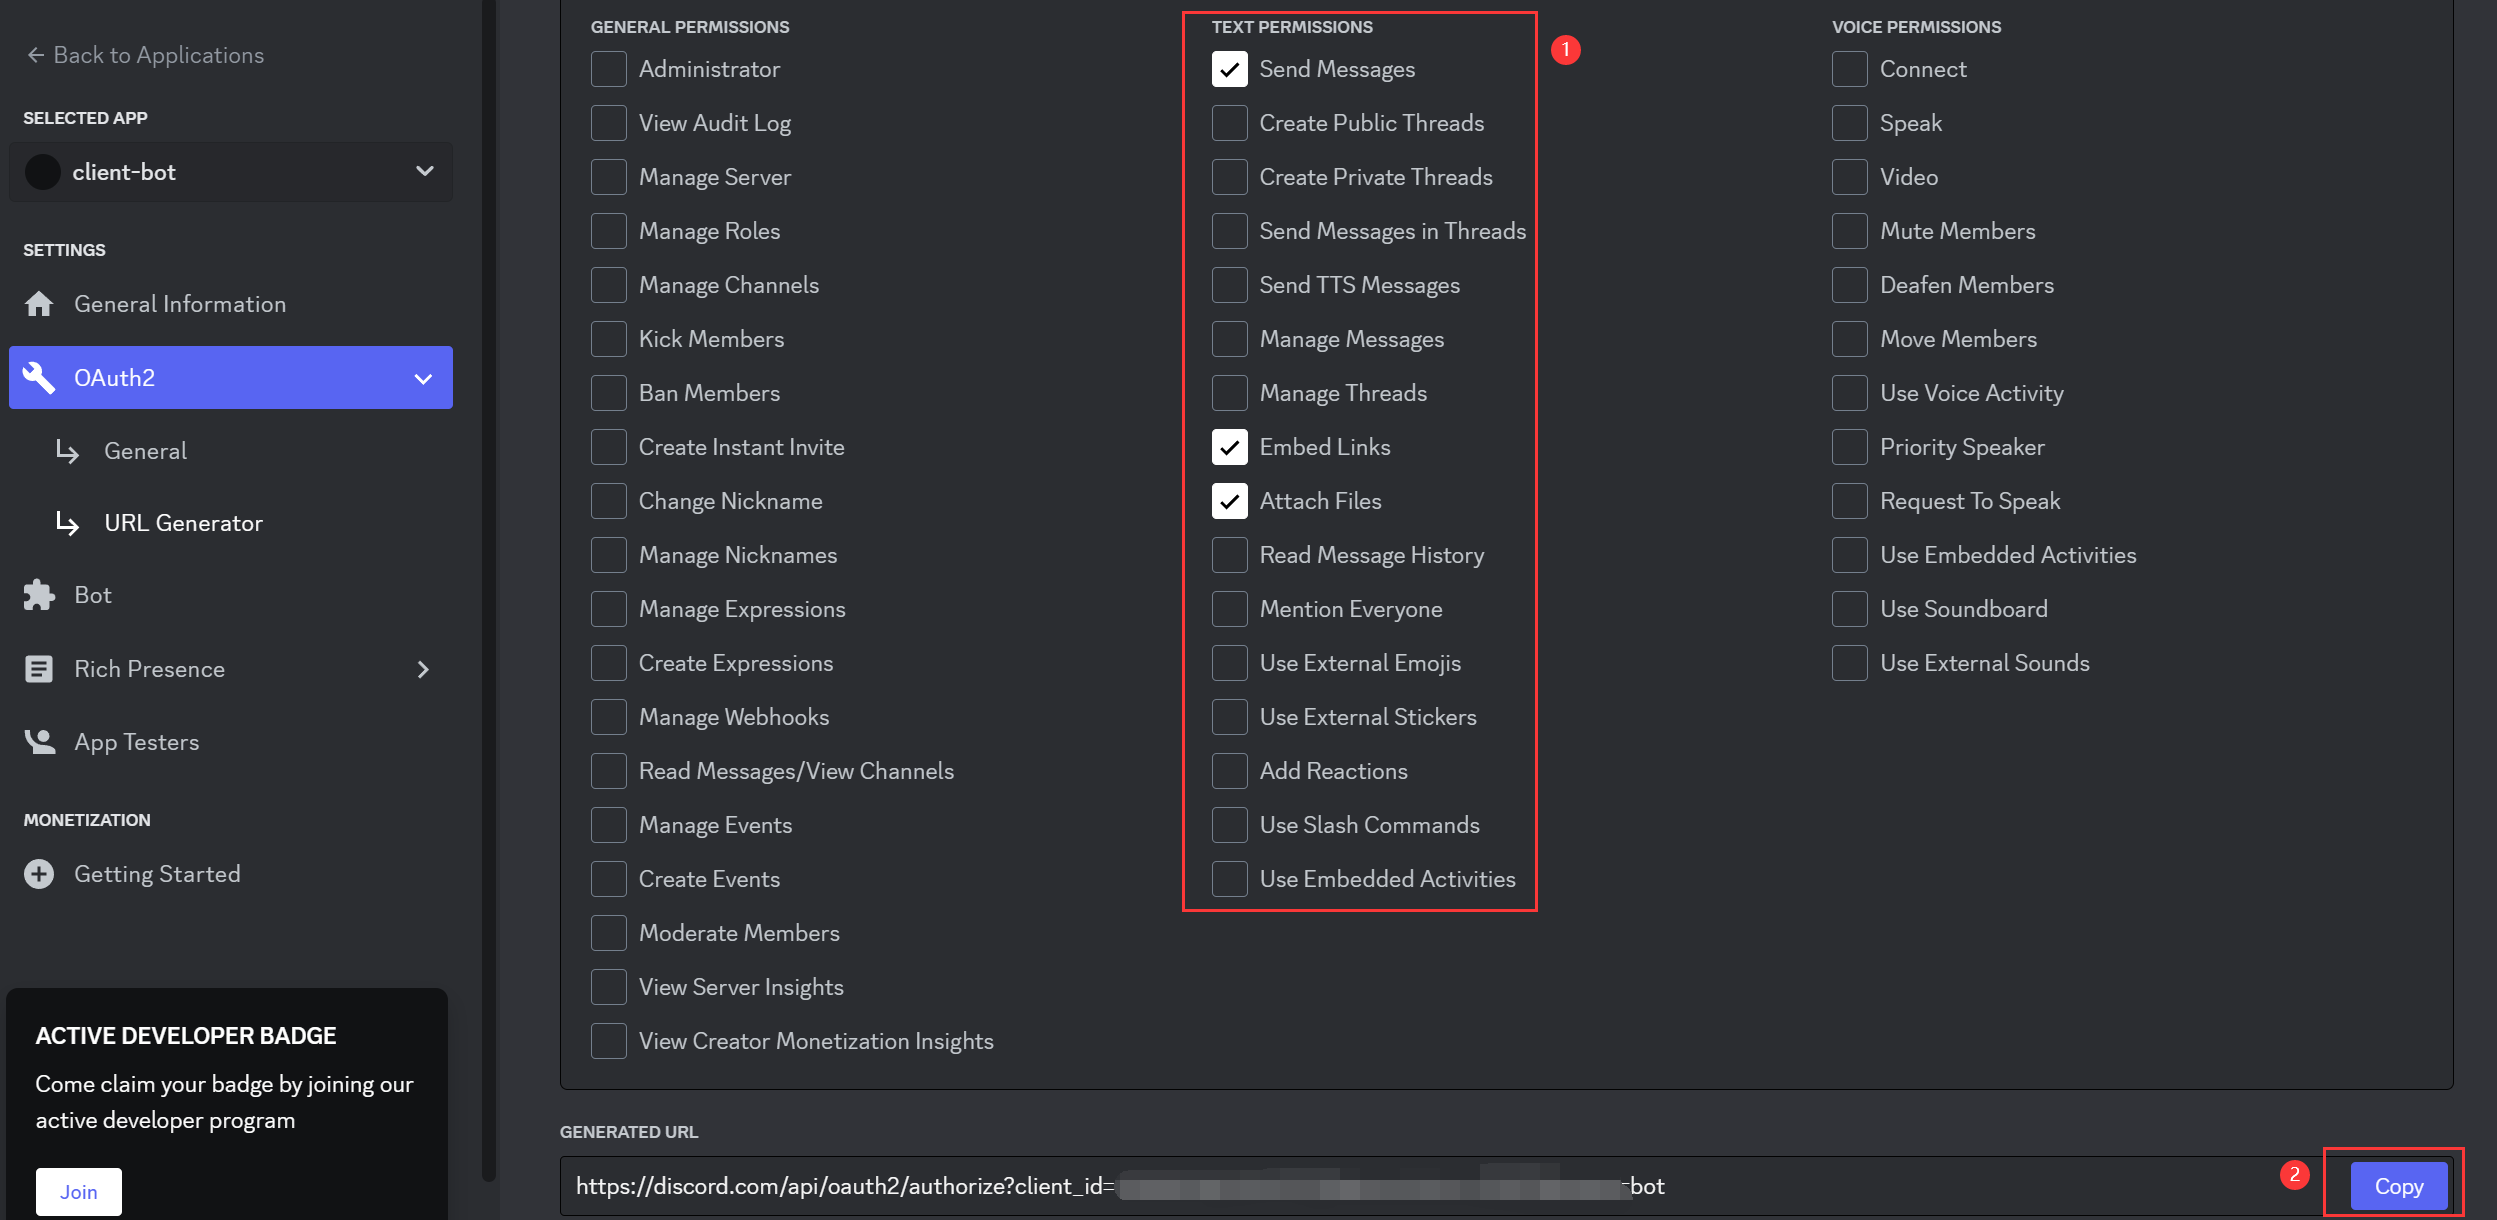 Back to Applications
SELECTED APP
client-bot
SETTINGS
General Information
OAuth2
General
URL Generator
Bot
Rich Presence
App Testers
MONETIZATION
Getting Started
ACTIVE DEVELOPER BADGE
Come claim your badge by joining our
active developer program
Join
GENERAL PERMISSIONS
Administrator
View Audit Log
Manage Server
Manage Roles
Manage Channels
Kick Members
Ban Members
Create Instant Invite
Change Nickname
Manage Nicknames
Manage Expressions
Create Expressions
Manage Webhooks
Read Messages/View Channels
Manage Events
Create Events
Moderate Members
View Server Insights
View Creator Monetization Insights
TEXT PERMISSIONS
1
Send Messages
Create Public Threads
Create Private Threads
Send Messages in Threads
Send TTS Messages
Manage Messages
Manage Threads
Embed Links
Attach Files
Read Message History
Mention Everyone
Use External Emojis
Use External Stickers
Add Reactions
Use Slash Commands
Use Embedded Activities
VOICE PERMISSIONS
Connect
Speak
Video
Mute Members
Deafen Members
Move Members
Use Voice Activity
Priority Speaker
Request To Speak
Use Embedded Activities
Use Soundboard
Use External Sounds
GENERATED URL
https://discord.com/api/oauth2/authorize?client_id= bot
2
Copy